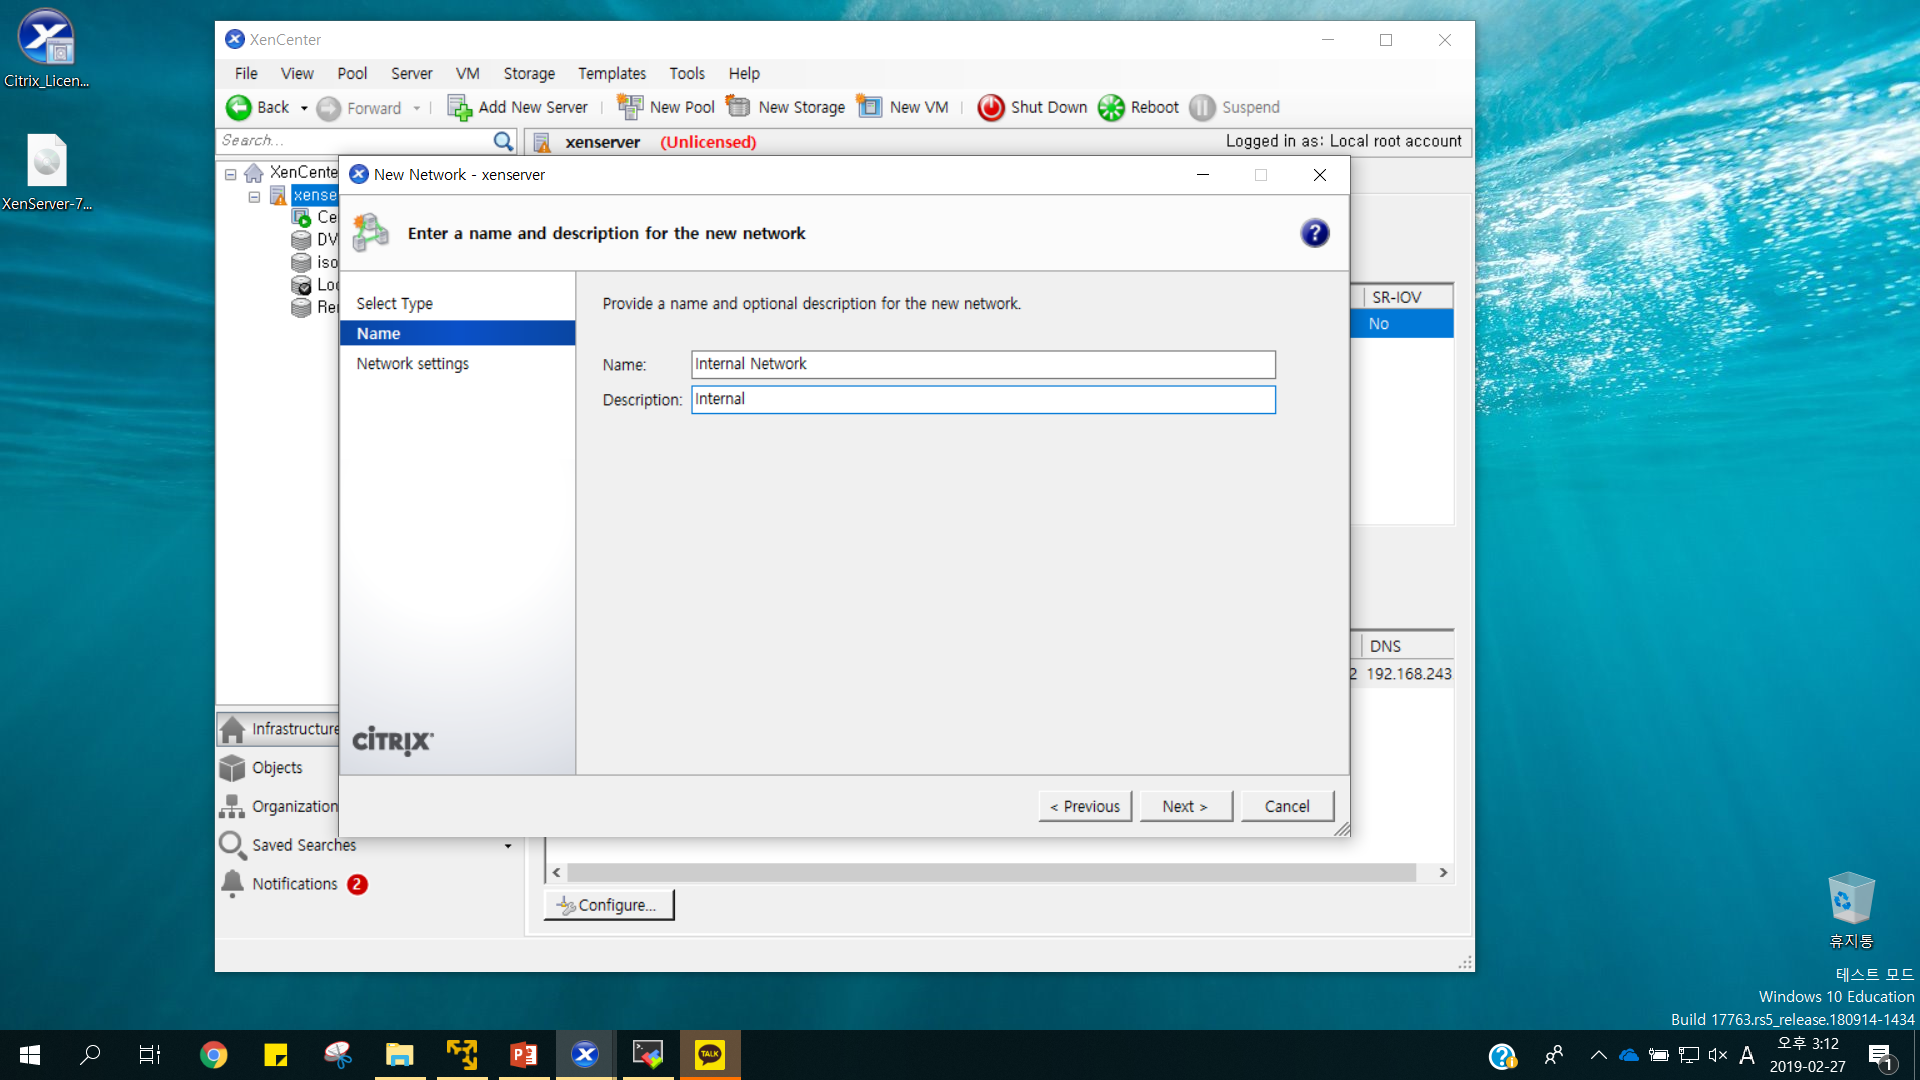 Citrix_Licen...
XenServer-7...
XenCenter
File View Pool Server VM Storage Templates Tools Help
Back Forward Add New Server New Pool New Storage New VM Shut Down Reboot Suspend
Search...
xenserver (Unlicensed)
Logged in as: Local root account
XenCente
xense
Ce
DV
iso
Loc
Rer
New Network - xenserver
Enter a name and description for the new network
?
Select Type
Name
Network settings
Provide a name and optional description for the new network.
Name: Internal Network
Description: Internal
CITRIX
< Previous Next > Cancel
SR-IOV
No
DNS
2 192.168.243
Infrastructure
Objects
Organization
Saved Searches
Notifications 2
Configure...
휴지통
테스트 모드
Windows 10 Education
Build 17763.rs5_release.180914-1434
TALK
A
오후 3:12
2019-02-27
1